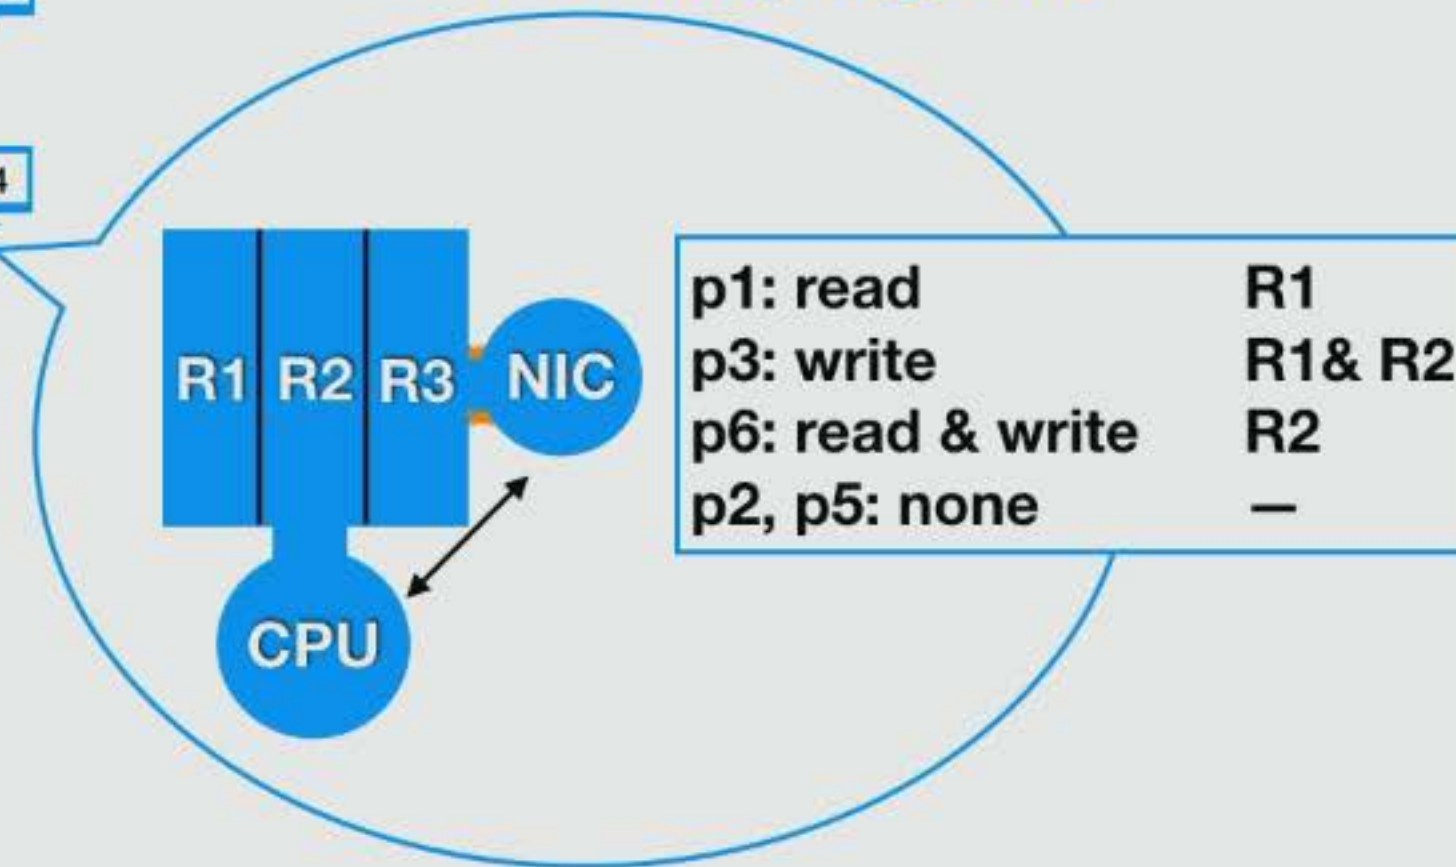 4
R1 R2 R3 NIC
CPU
p1: read R1
p3: write R1& R2
p6: read & write R2
p2, p5: none —